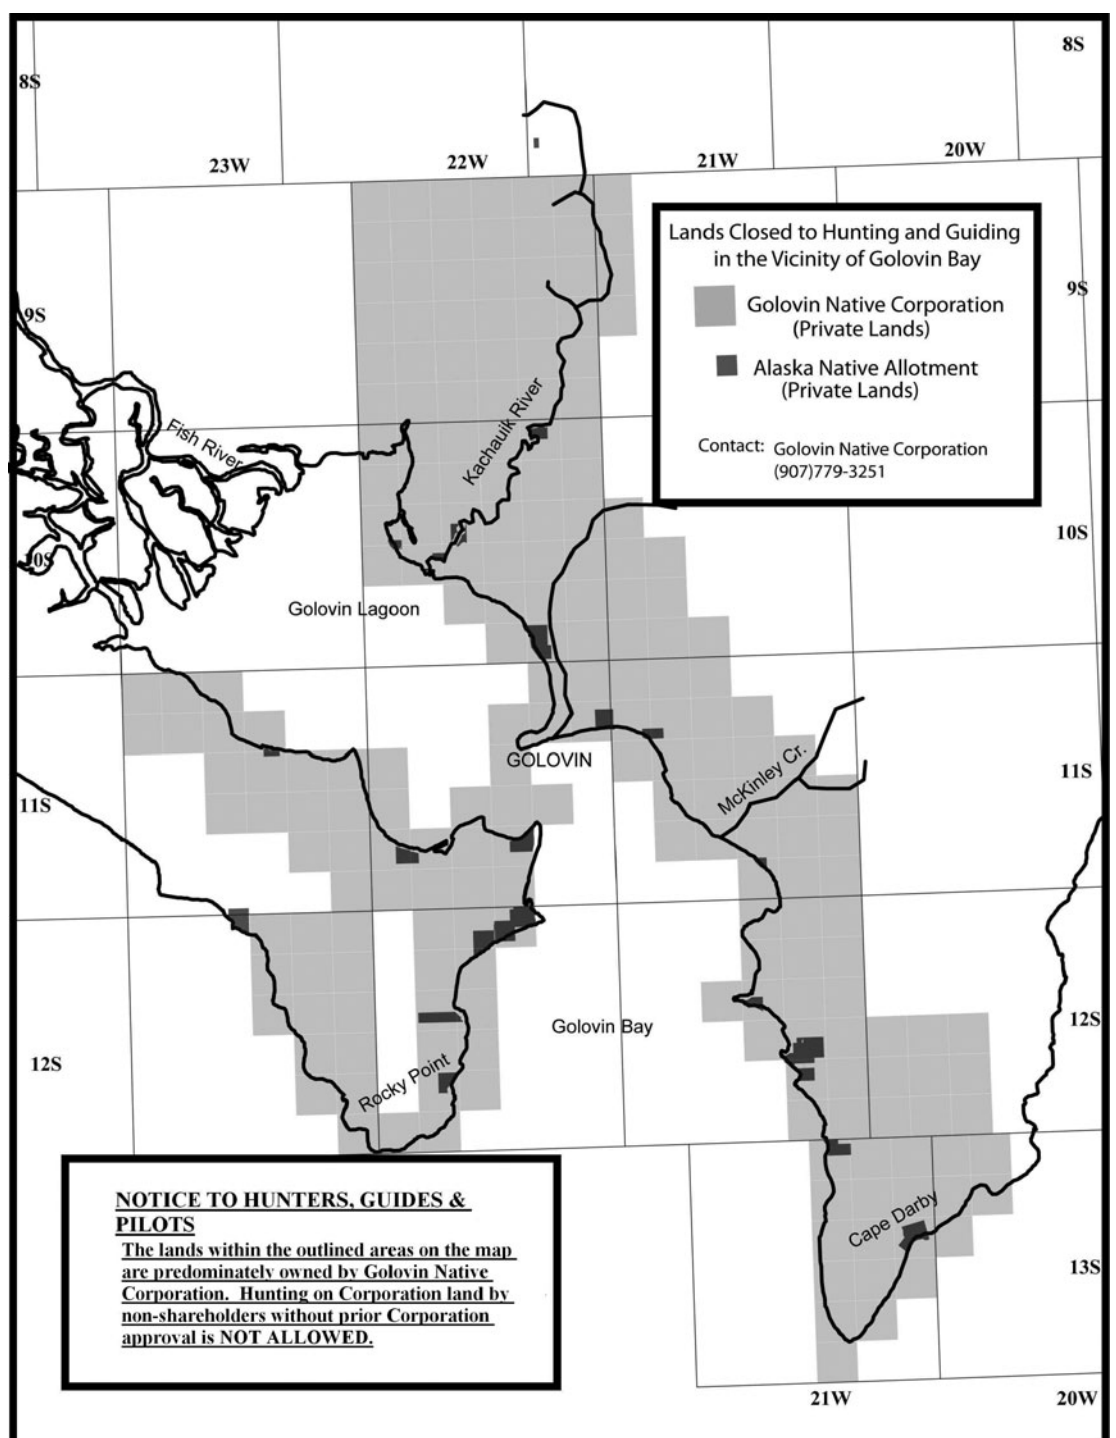 8S
8S
23W
22W
21W
20W
Lands Closed to Hunting and Guiding
in the Vicinity of Golovin Bay
Golovin Native Corporation
(Private Lands)
Alaska Native Allotment
(Private Lands)
Contact: Golovin Native Corporation
(907)779-3251
9S
9S
Fish River
Kachauik River
10S
10S
Golovin Lagoon
GOLOVIN
McKinley Cr.
11S
11S
Golovin Bay
12S
12S
Rocky Point
Cape Darby
NOTICE TO HUNTERS, GUIDES &
PILOTS
The lands within the outlined areas on the map
are predominately owned by Golovin Native
Corporation. Hunting on Corporation land by
non-shareholders without prior Corporation
approval is NOT ALLOWED.
13S
21W
20W